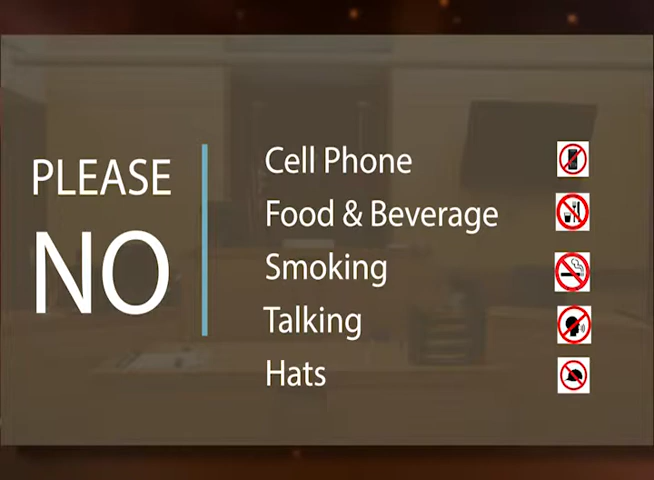 PLEASE
NO
Cell Phone
Food & Beverage
Smoking
Talking
Hats